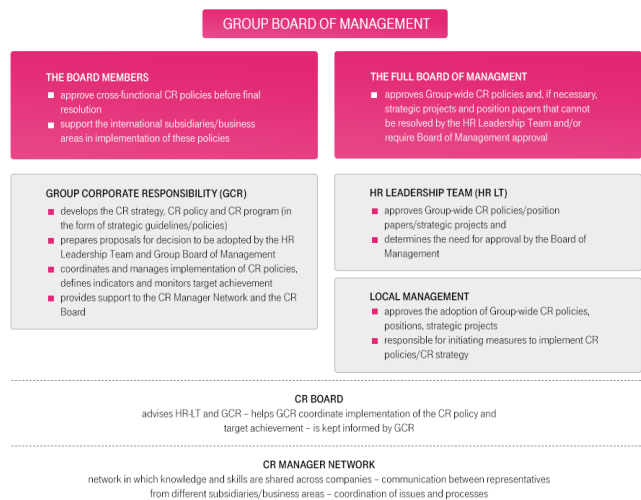 GROUP BOARD OF MANAGEMENT
THE BOARD MEMBERS
approve cross-functional CR policies before final
resolution
support the international subsidiaries/business
areas in implementation of these policies
THE FULL BOARD OF MANAGMENT
approves Group-wide CR policies and, if necessary,
strategic projects and position papers that cannot
be resolved by the HR Leadership Team and/or
require Board of Management approval
GROUP CORPORATE RESPONSIBILITY (GCR)
develops the CR strategy, CR policy and CR program (in
the form of strategic guidelines/policies)
prepares proposals for decision to be adopted by the HR
Leadership Team and Group Board of Management
coordinates and manages implementation of CR policies,
defines indicators and monitors target achievement
provides support to the CR Manager Network and the CR
Board
HR LEADERSHIP TEAM (HR LT)
approves Group-wide CR policies/position
papers/strategic projects and
determines the need for approval by the Board of
Management
LOCAL MANAGEMENT
approves the adoption of Group-wide CR policies,
positions, strategic projects
responsible for initiating measures to implement CR
policies/CR strategy
CR BOARD
advises HR-LT and GCR – helps GCR coordinate implementation of the CR policy and
target achievement – is kept informed by GCR
CR MANAGER NETWORK
network in which knowledge and skills are shared across companies – communication between representatives
from different subsidiaries/business areas – coordination of issues and processes